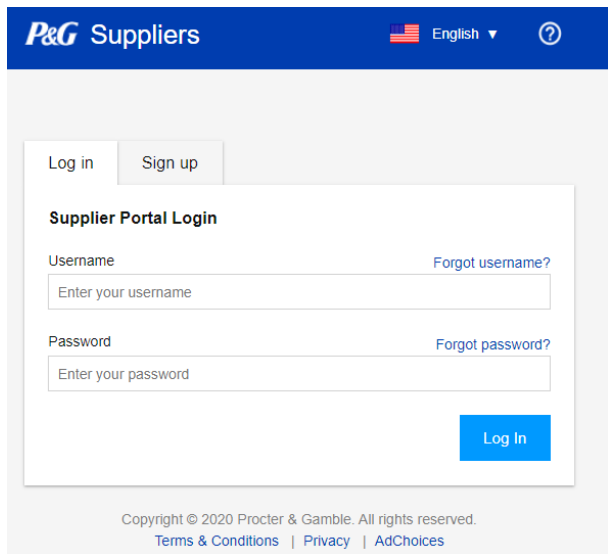 P&G Suppliers English ▼ ?
Log in Sign up
Supplier Portal Login
Username Forgot username?
Enter your username
Password Forgot password?
Enter your password
Log In
Copyright © 2020 Procter & Gamble. All rights reserved.
Terms & Conditions | Privacy | AdChoices